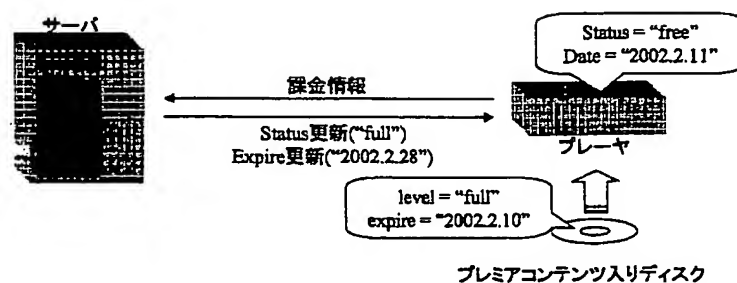 サーバ
Status = “free”
Date = “2002.2.11”
課金情報
Status更新(“full”)
Expire更新(“2002.2.28”)
プレーヤ
level = “full”
expire = “2002.2.10”
プレミアコンテンツ入りディスク